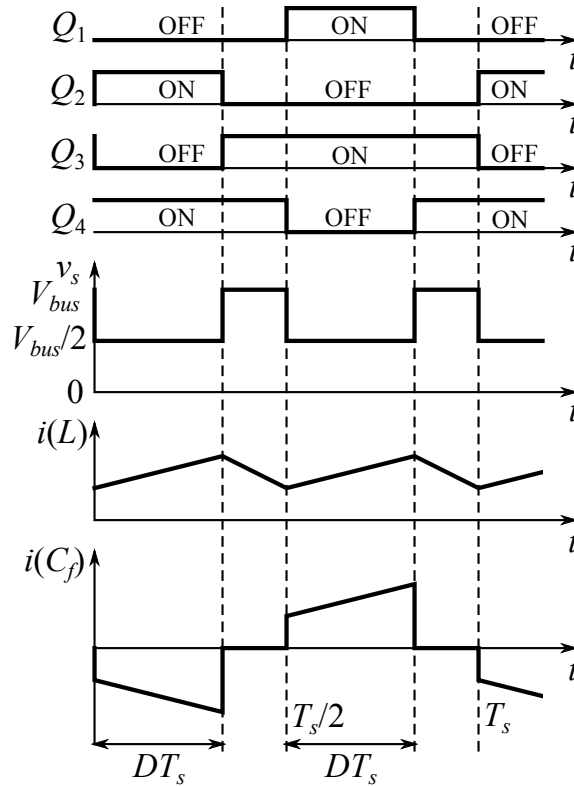 Q1 OFF ON OFF t
Q2 ON OFF ON t
Q3 OFF ON OFF t
Q4 ON OFF ON t
vs
Vbus
Vbus/2
0 t
i(L)
t
i(Cf)
t
Ts/2 Ts
DTs DTs